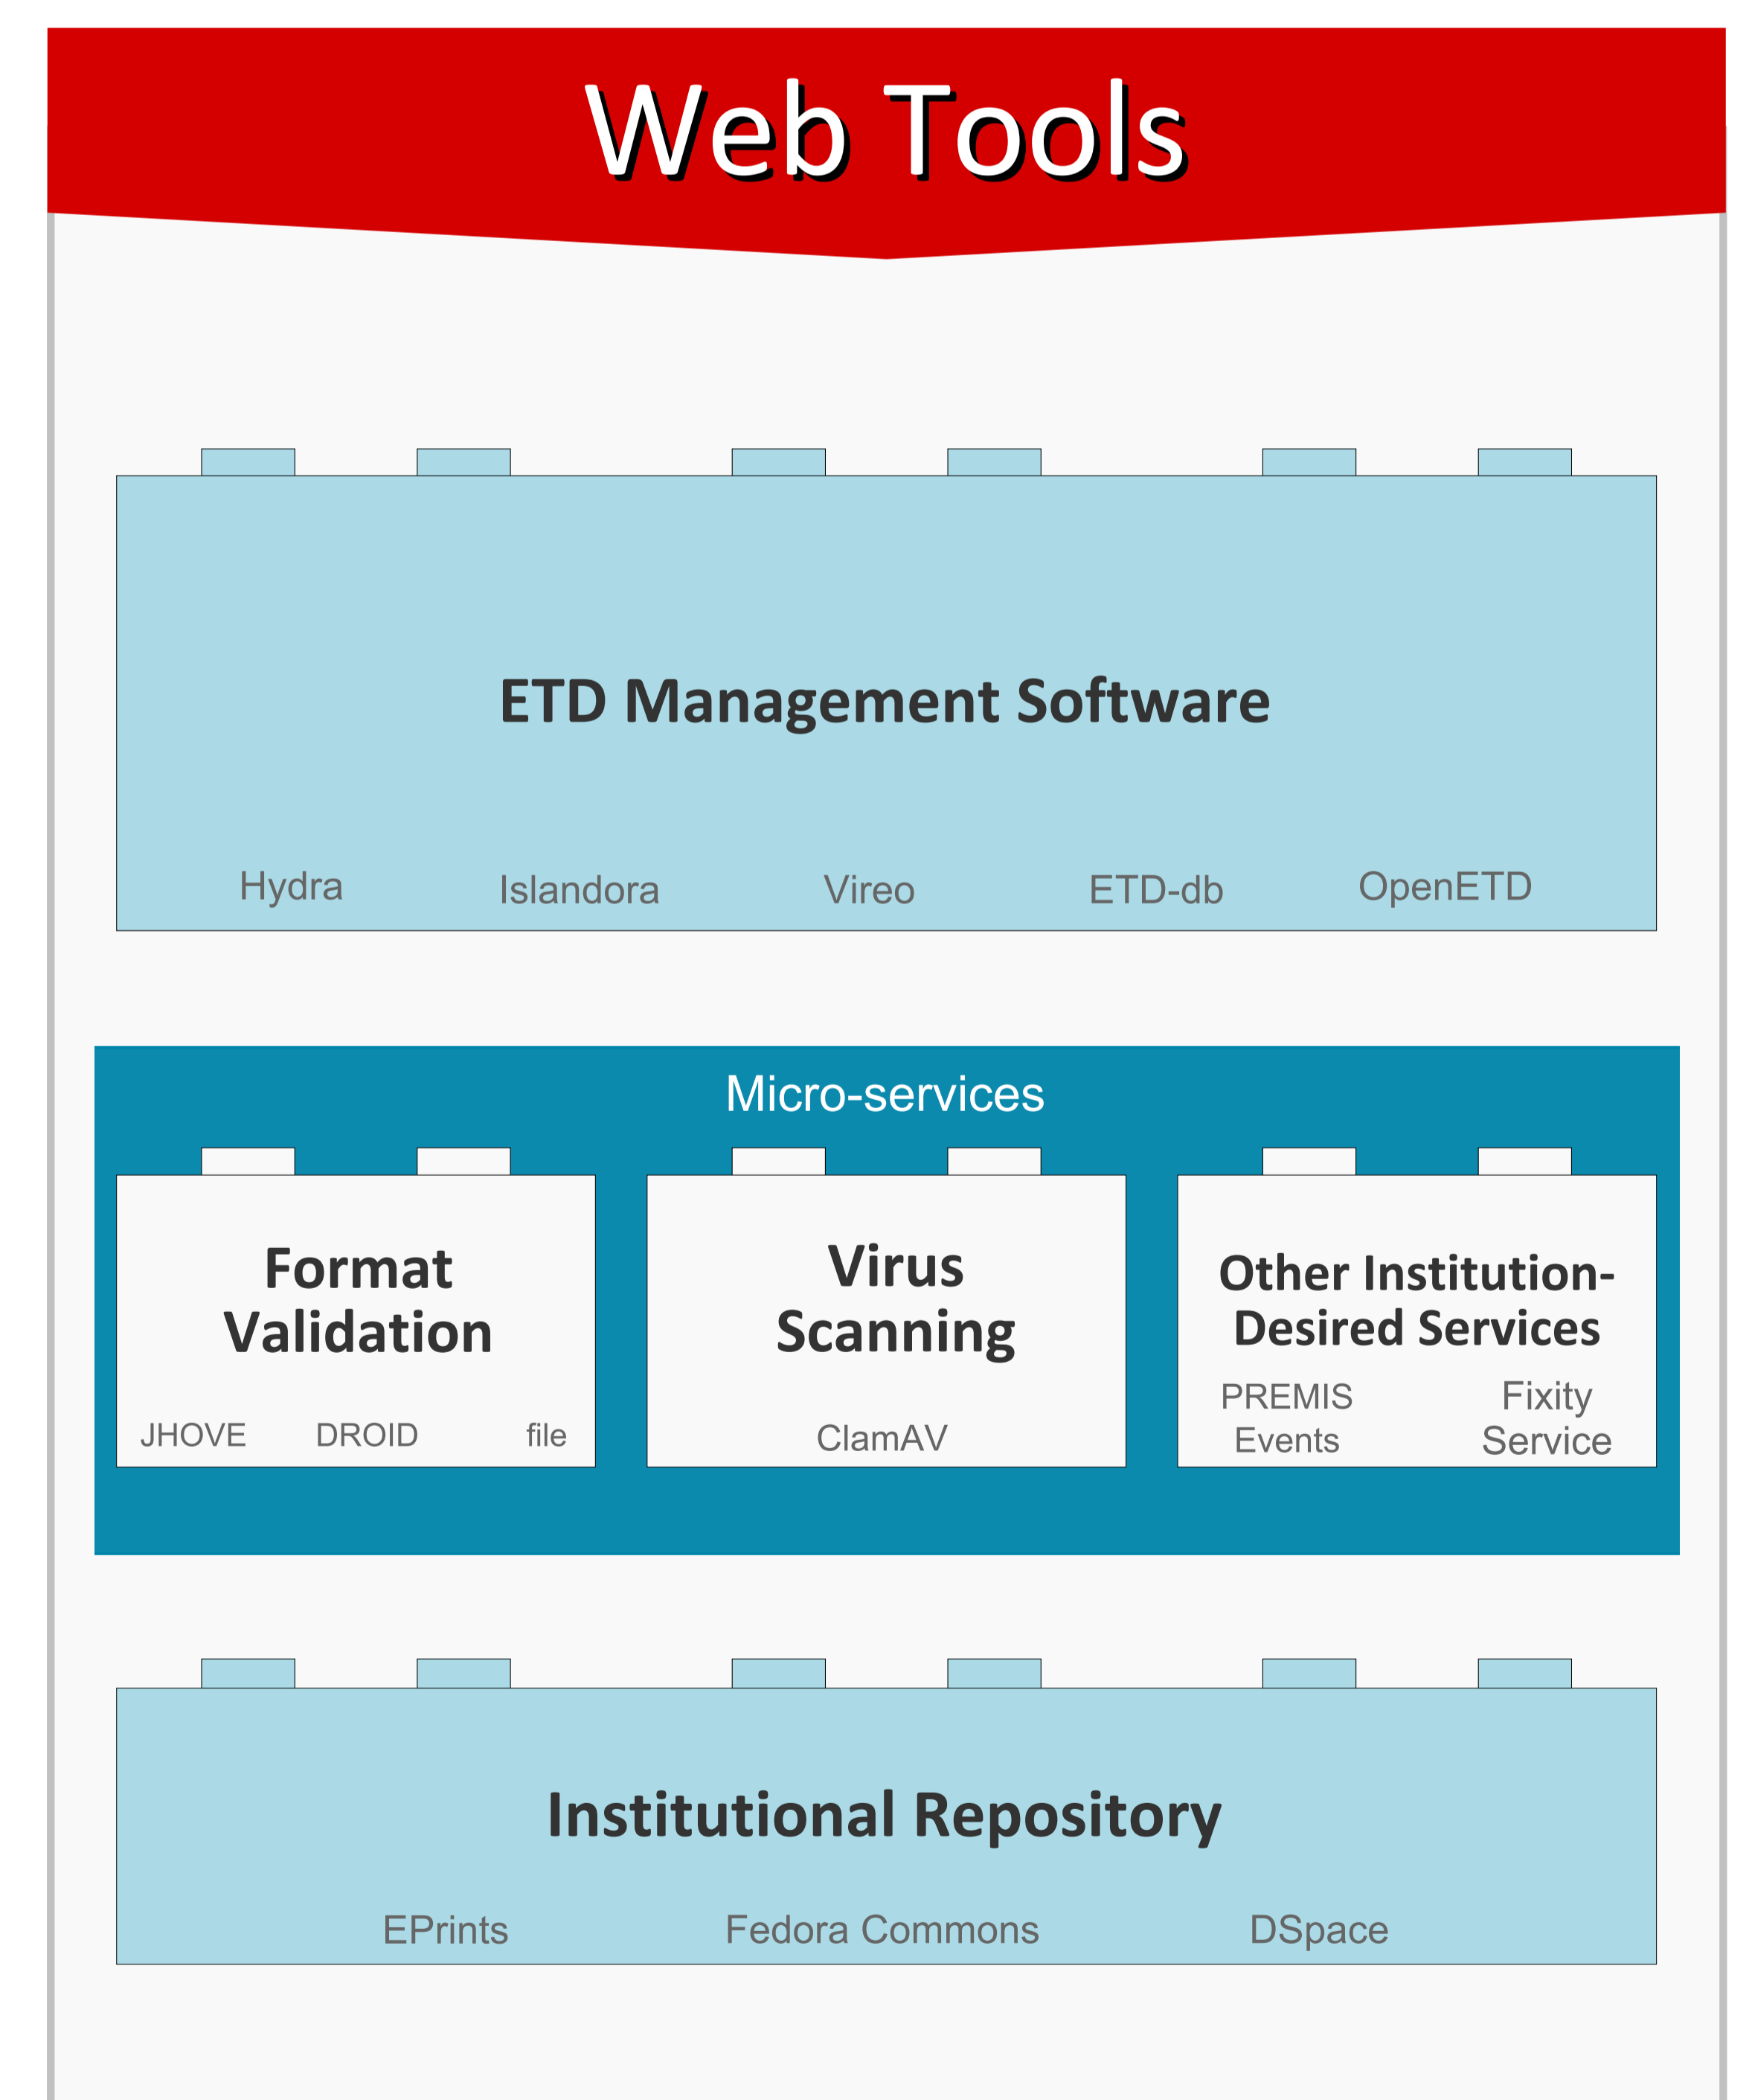 Web Tools
ETD Management Software
Hydra Islandora Vireo ETD-db OpenETD
Micro-services
Format
Validation
JHOVE DROID file
Virus
Scanning
ClamAV
Other Institution-
Desired Services
PREMIS
Events
Fixity
Service
Institutional Repository
EPrints Fedora Commons DSpace